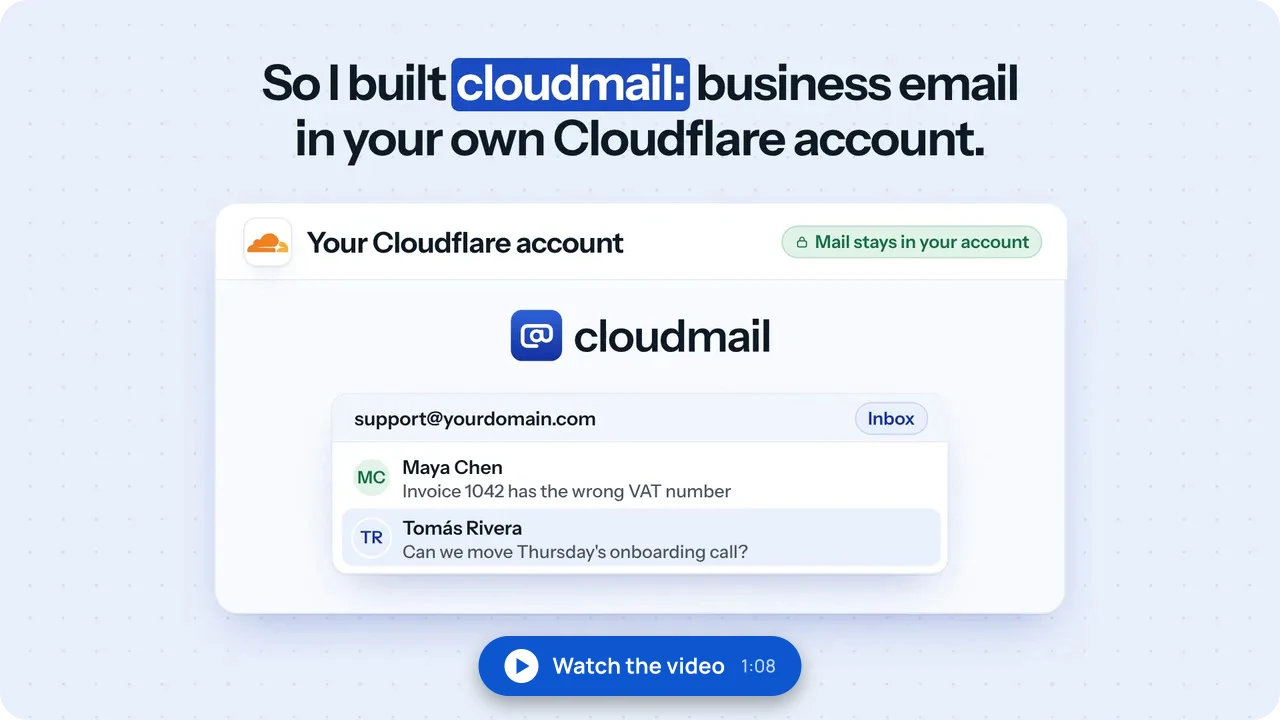 So I built cloudmail: business email
in your own Cloudflare account.
Your Cloudflare account
Mail stays in your account
@ cloudmail
support@yourdomain.com
Inbox
MC
Maya Chen
Invoice 1042 has the wrong VAT number
TR
Tomás Rivera
Can we move Thursday's onboarding call?
Watch the video 1:08